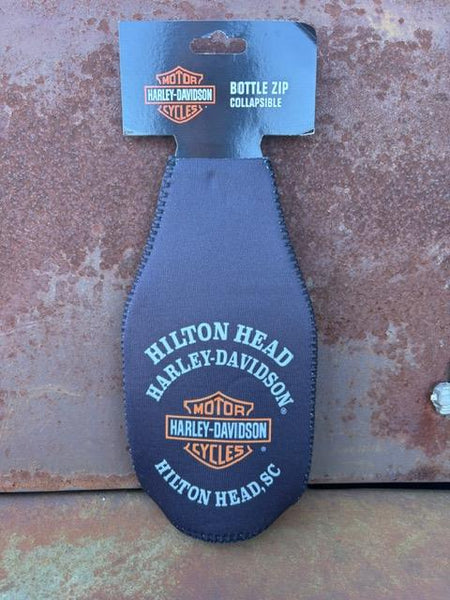 MOTOR
HARLEY-DAVIDSON
CYCLES
BOTTLE ZIP
COLLAPSIBLE
HILTON HEAD
HARLEY-DAVIDSON®
MOTOR
HARLEY-DAVIDSON
CYCLES®
HILTON HEAD, SC